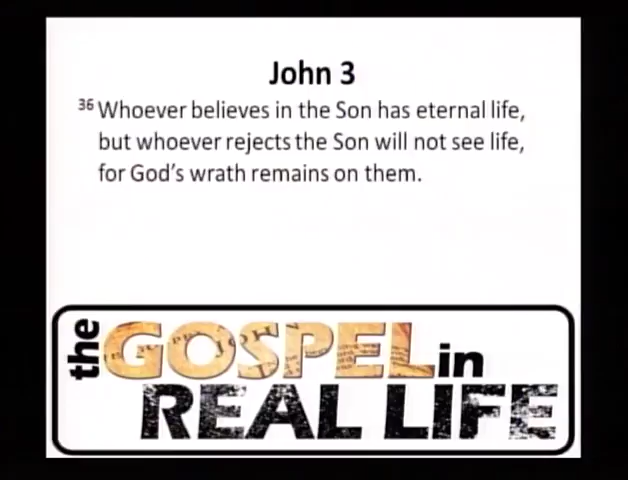 John 3
36 Whoever believes in the Son has eternal life,
but whoever rejects the Son will not see life,
for God's wrath remains on them.
the GOSPEL in
REAL LIFE